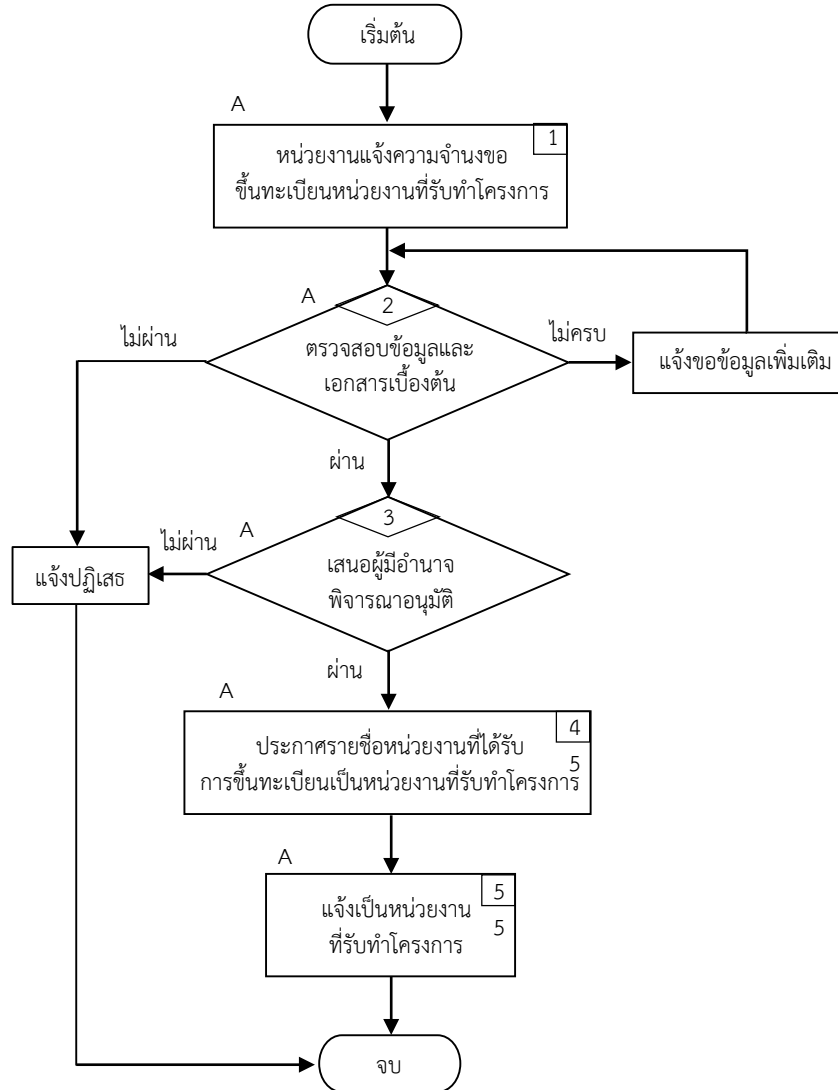 เริ่มต้น
A
1
หน่วยงานแจ้งความจำนงขอ
ขึ้นทะเบียนหน่วยงานที่รับทำโครงการ
A
2
ไม่ผ่าน
ตรวจสอบข้อมูลและ
เอกสารเบื้องต้น
ไม่ครบ
แจ้งขอข้อมูลเพิ่มเติม
ผ่าน
A
3
ไม่ผ่าน
แจ้งปฏิเสธ
เสนอผู้มีอำนาจ
พิจารณาอนุมัติ
ผ่าน
A
4
5
ประกาศรายชื่อหน่วยงานที่ได้รับ
การขึ้นทะเบียนเป็นหน่วยงานที่รับทำโครงการ
A
5
5
แจ้งเป็นหน่วยงาน
ที่รับทำโครงการ
จบ